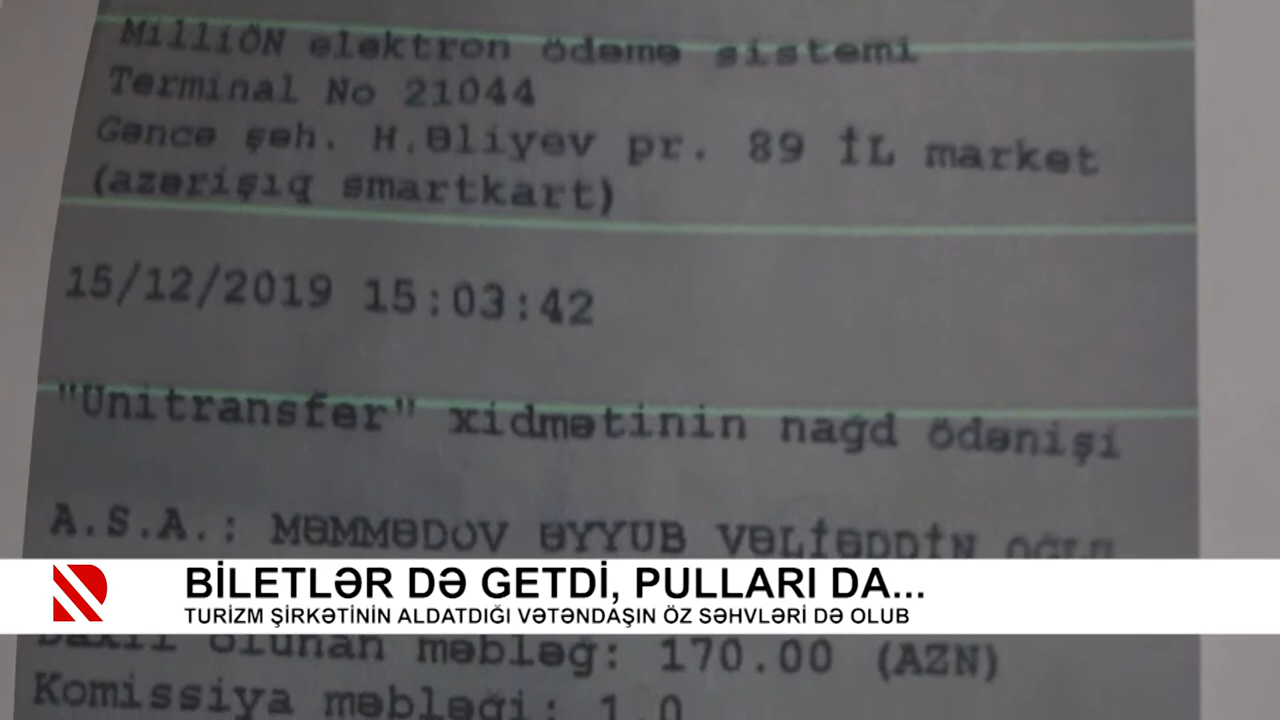 MilliÖN elektron ödəmə sistemi
Terminal No 21044
Gəncə şəh. H.Əliyev pr. 89 İL market
(azərişıq smartkart)
15/12/2019 15:03:42
"Unitransfer" xidmətinin nağd ödənişi
A.S.A.: MƏMMƏDOV ƏYYUB VƏLİƏDDİN OĞLU
BİLETLƏR DƏ GETDİ, PULLARI DA...
TURİZM ŞİRKƏTİNİN ALDATDIĞI VƏTƏNDAŞIN ÖZ SƏHVLƏRİ DƏ OLUB
Daxil olunan məbləğ: 170.00 (AZN)
Komissiya məbləği: 1.0